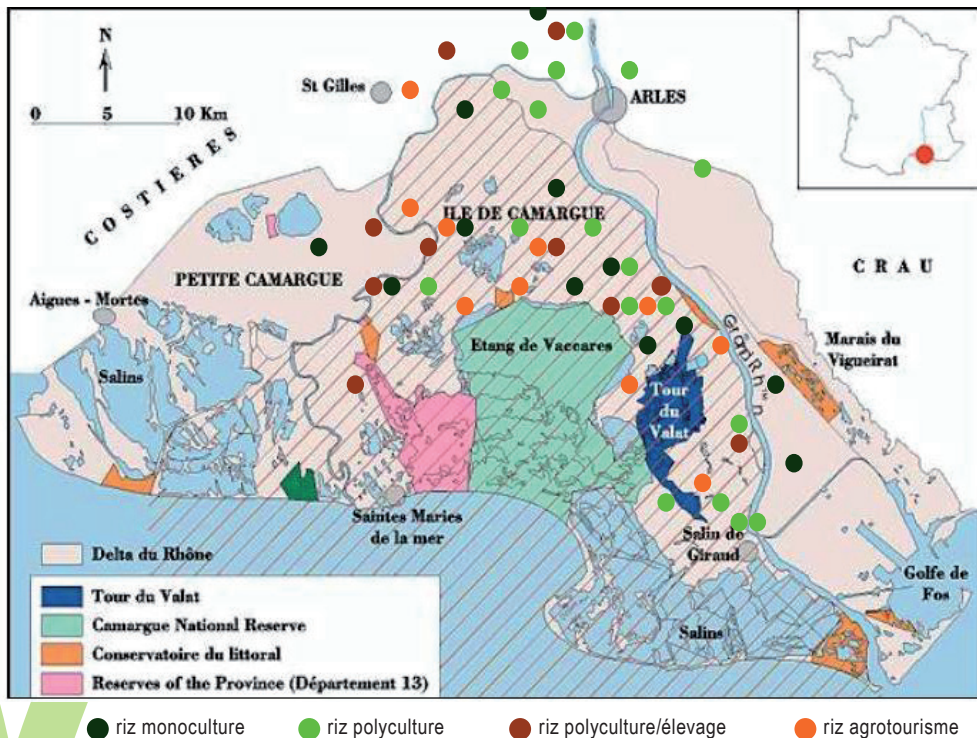 N
St Gilles
ARLES
0 5 10 Km
COSTIERES
ILE DE CAMARGUE
PETITE CAMARGUE
CRAU
Aigues - Mortes
Grand Rhône
Etang de Vaccares
Marais du
Vigueirat
Salins
Tour
du
Valat
Saintes Maries
de la mer
Salin de
Giraud
Golfe de
Fos
Salins
Delta du Rhône
Tour du Valat
Camargue National Reserve
Conservatoire du littoral
Reserves of the Province (Département 13)
riz monoculture
riz polyculture
riz polyculture/élevage
riz agrotourisme